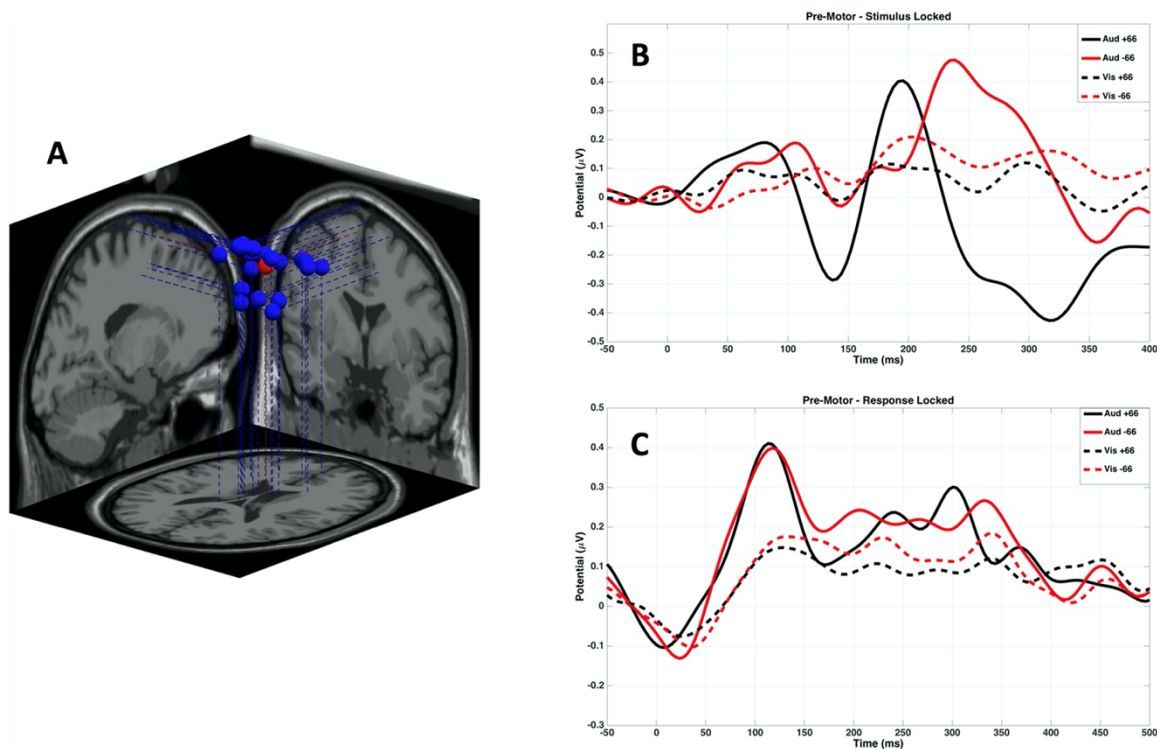 A
Pre-Motor - Stimulus Locked
B
Aud +66
Aud -66
Vis +66
Vis -66
Potential (µV)
0.5
0.4
0.3
0.2
0.1
0
-0.1
-0.2
-0.3
-0.4
-0.5
-50 0 50 100 150 200 250 300 350 400
Time (ms)
Pre-Motor - Response Locked
C
Aud +66
Aud -66
Vis +66
Vis -66
Potential (µV)
0.5
0.4
0.3
0.2
0.1
0
-0.1
-0.2
-0.3
-50 0 50 100 150 200 250 300 350 400 450 500
Time (ms)